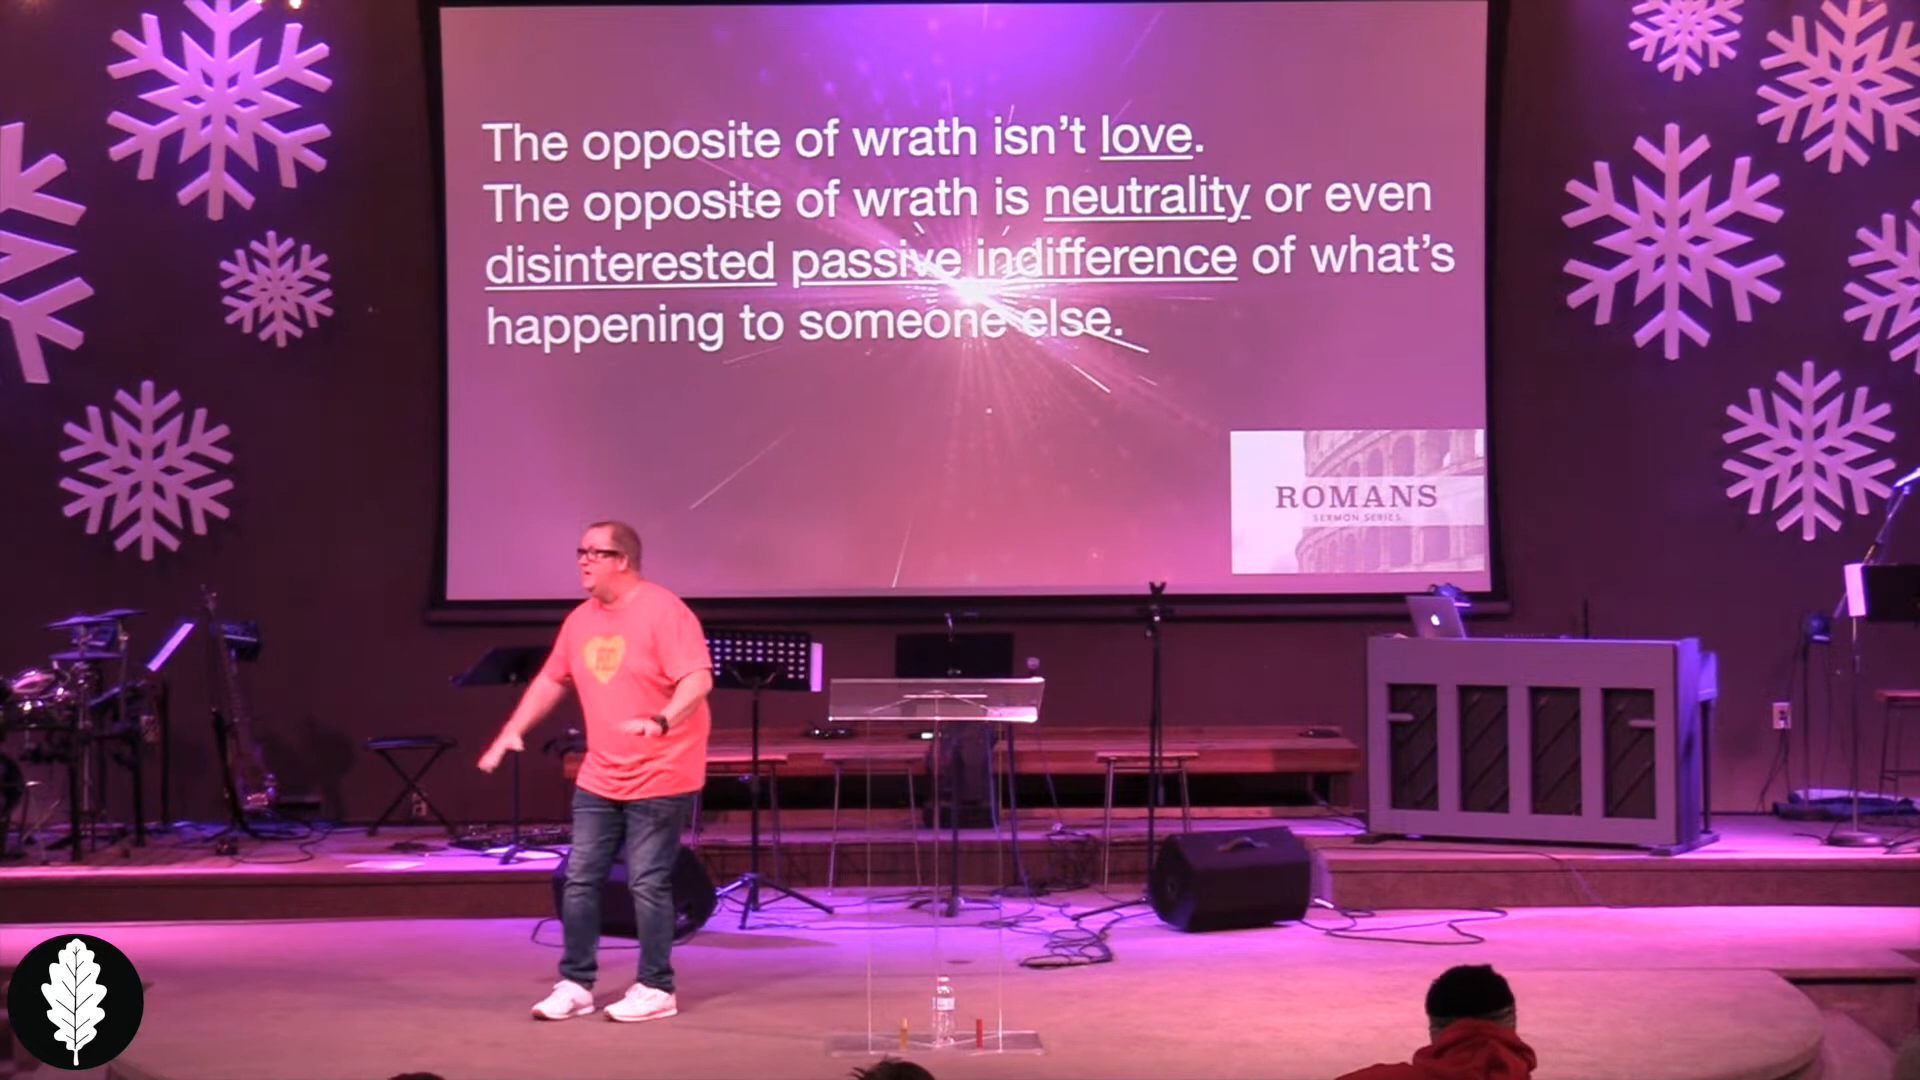 The opposite of wrath isn’t love.
The opposite of wrath is neutrality or even
disinterested passive indifference of what’s
happening to someone else.
ROMANS
SERMON SERIES